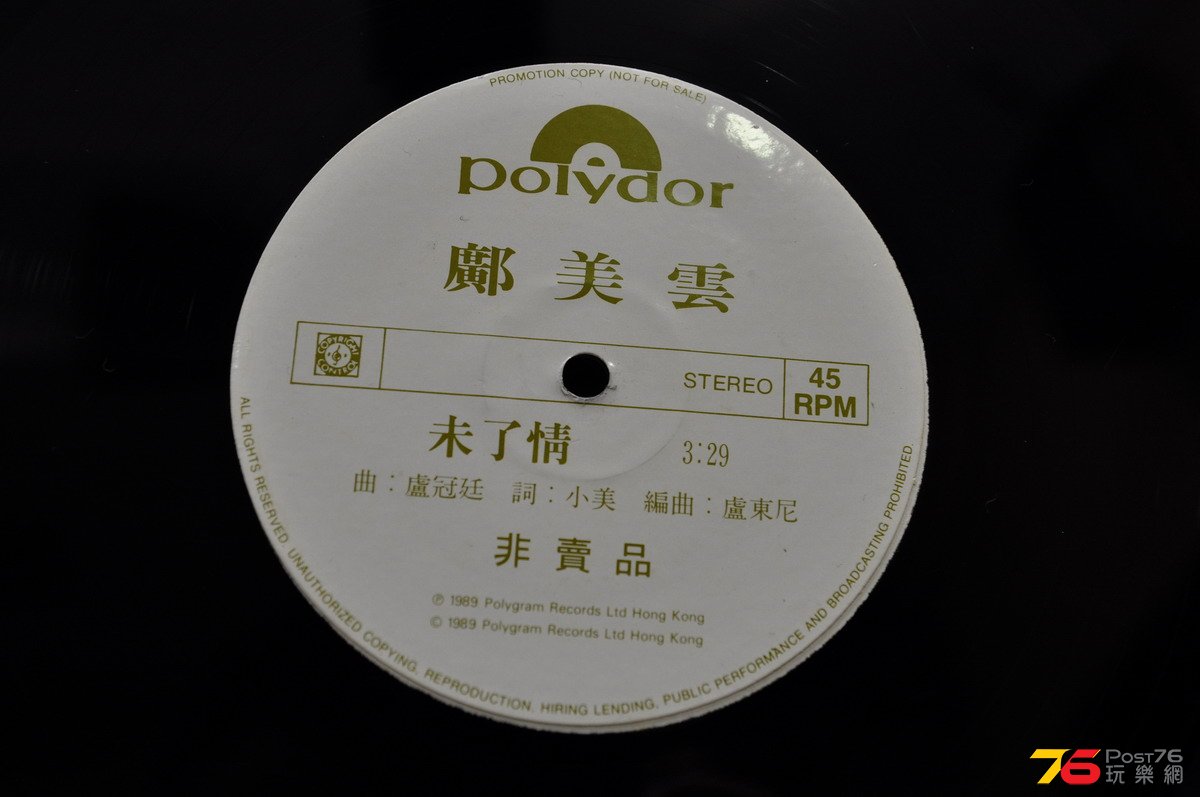 PROMOTION COPY (NOT FOR SALE)
polydor
鄺美雲
COPYRIGHT CONTROL
STEREO
45 RPM
未了情 3:29
曲：盧冠廷 詞：小美 編曲：盧東尼
非賣品
℗ 1989 Polygram Records Ltd Hong Kong
© 1989 Polygram Records Ltd Hong Kong
ALL RIGHTS RESERVED. UNAUTHORIZED COPYING, REPRODUCTION, HIRING LENDING, PUBLIC PERFORMANCE AND BROADCASTING PROHIBITED.
76 POST76
玩樂網